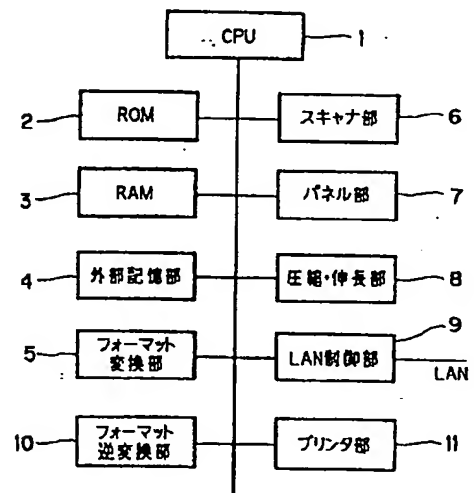 CPU
1
2
ROM
スキャナ部
6
3
RAM
パネル部
7
4
外部記憶部
圧縮・伸長部
8
9
5
フォーマット
変換部
LAN制御部
LAN
10
フォーマット
逆変換部
プリンタ部
11